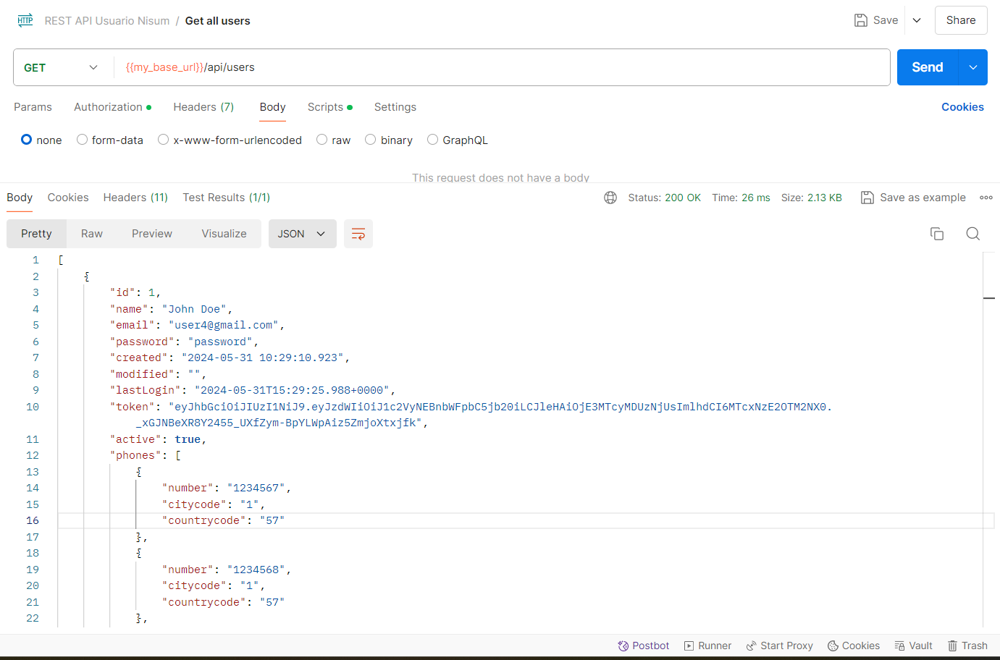 HTTP REST API Usuario Nisum / Get all users Save Share
GET {{my_base_url}}/api/users Send
Params Authorization Headers (7) Body Scripts Settings Cookies
none form-data x-www-form-urlencoded raw binary GraphQL
This request does not have a body
Body Cookies Headers (11) Test Results (1/1) Status: 200 OK Time: 26 ms Size: 2.13 KB Save as example
Pretty Raw Preview Visualize JSON
1 [
2 {
3 "id": 1,
4 "name": "John Doe",
5 "email": "user4@gmail.com",
6 "password": "password",
7 "created": "2024-05-31 10:29:10.923",
8 "modified": "",
9 "lastLogin": "2024-05-31T15:29:25.988+0000",
10 "token": "eyJhbGciOiJIUzI1NiJ9.eyJzdWIiOiJ1c2VyNEBnbWFpbC5jb20iLCJleHAiOjE3MTcyMDUzNjUsImlhdCI6MTcxNzE2OTM2NX0.
_xGJNBeXR8Y2455_UXfZym-BpYLWpAiz5ZmjoXtxjfk",
11 "active": true,
12 "phones": [
13 {
14 "number": "1234567",
15 "citycode": "1",
16 "countrycode": "57"
17 },
18 {
19 "number": "1234568",
20 "citycode": "1",
21 "countrycode": "57"
22 },
Postbot Runner Start Proxy Cookies Vault Trash